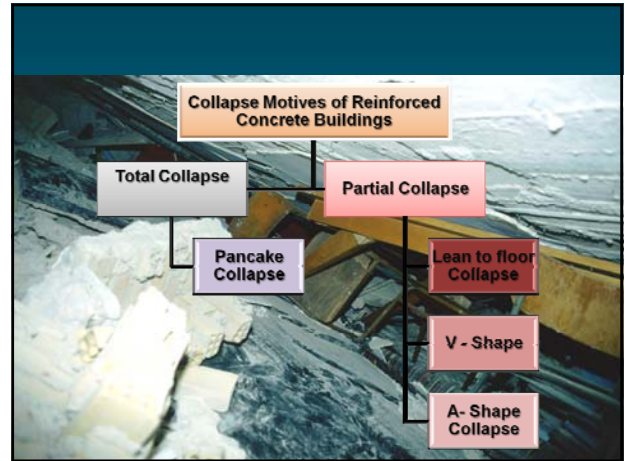 Collapse Motives of Reinforced
Concrete Buildings
Total Collapse
Partial Collapse
Pancake
Collapse
Lean to floor
Collapse
V - Shape
A- Shape
Collapse